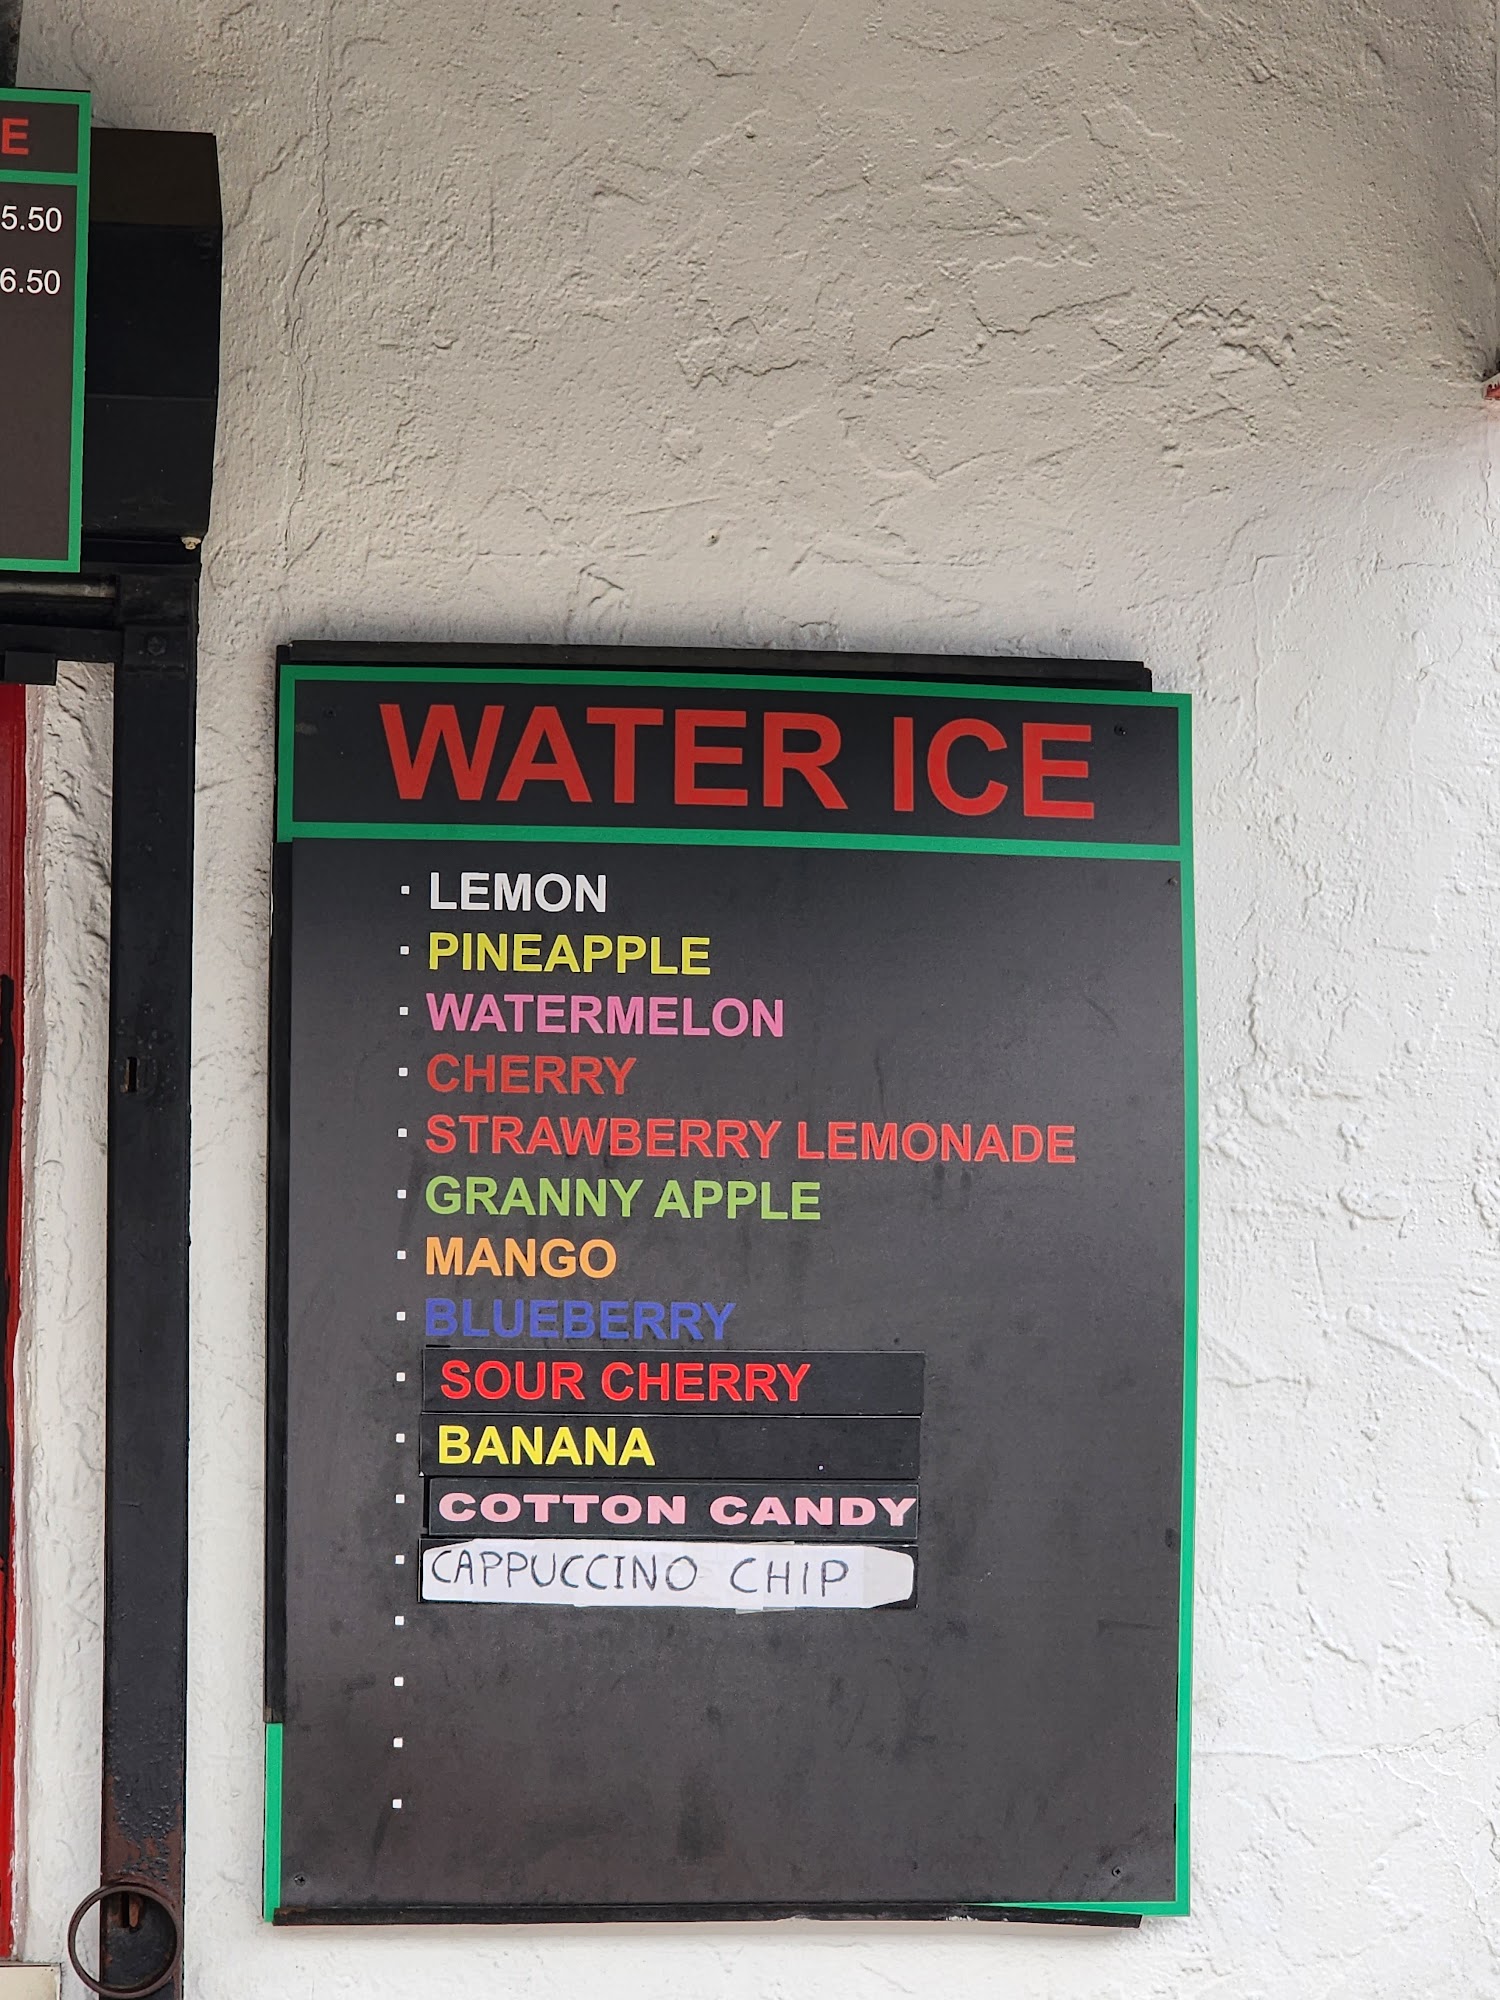 E
5.50
6.50
WATER ICE
· LEMON
· PINEAPPLE
· WATERMELON
· CHERRY
· STRAWBERRY LEMONADE
· GRANNY APPLE
· MANGO
· BLUEBERRY
· SOUR CHERRY
· BANANA
· COTTON CANDY
· CAPPUCCINO CHIP